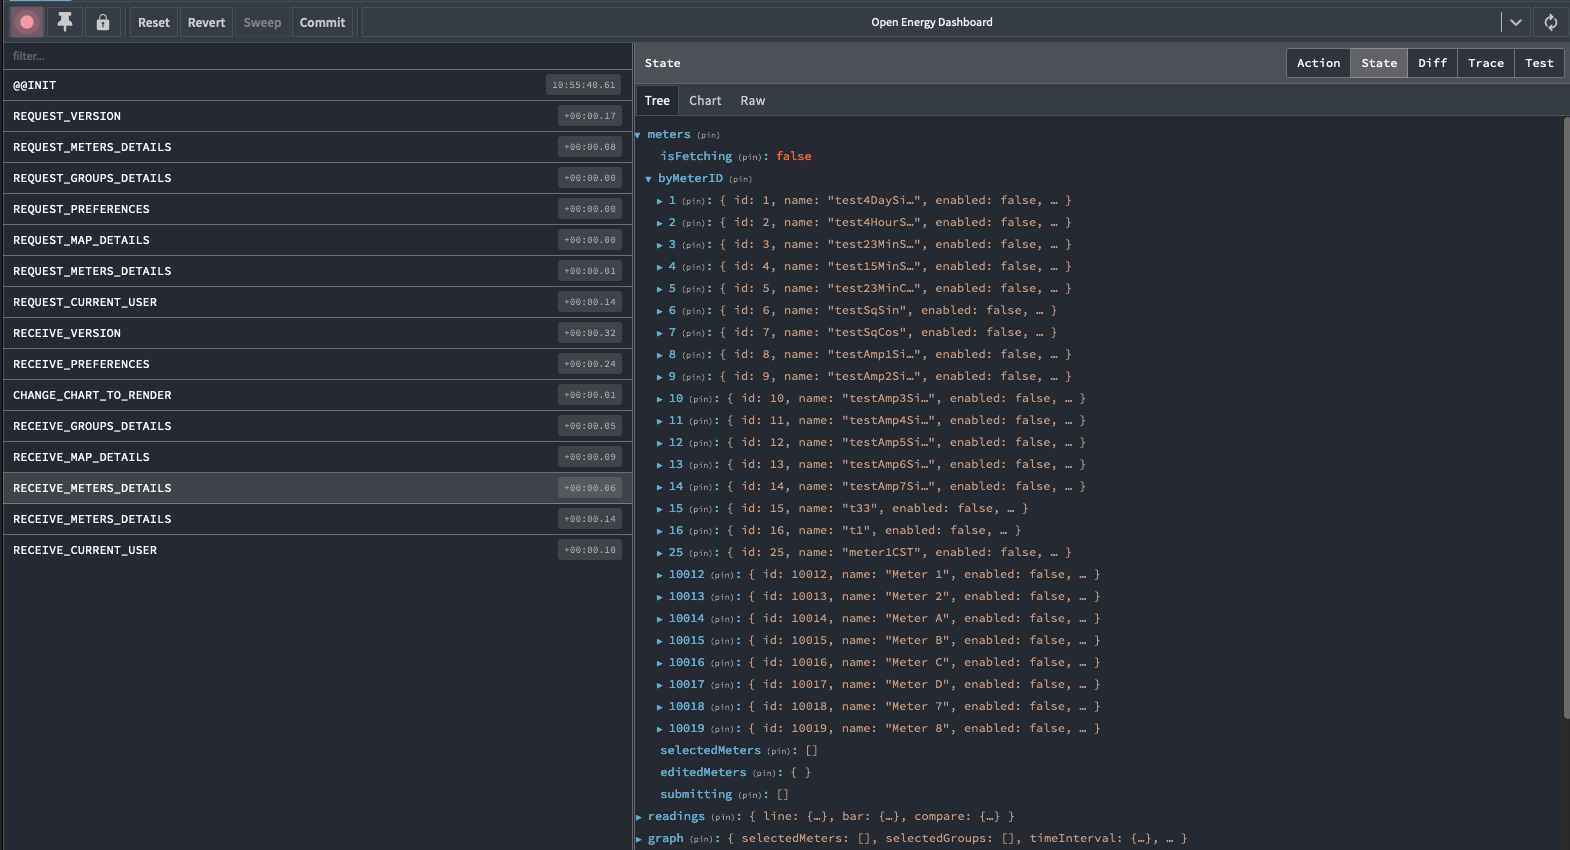 Reset Revert Sweep Commit Open Energy Dashboard
filter...
@@INIT 10:55:40.61
REQUEST_VERSION +00:00.17
REQUEST_METERS_DETAILS +00:00.08
REQUEST_GROUPS_DETAILS +00:00.00
REQUEST_PREFERENCES +00:00.00
REQUEST_MAP_DETAILS +00:00.00
REQUEST_METERS_DETAILS +00:00.01
REQUEST_CURRENT_USER +00:00.14
RECEIVE_VERSION +00:00.32
RECEIVE_PREFERENCES +00:00.24
CHANGE_CHART_TO_RENDER +00:00.01
RECEIVE_GROUPS_DETAILS +00:00.05
RECEIVE_MAP_DETAILS +00:00.09
RECEIVE_METERS_DETAILS +00:00.06
RECEIVE_METERS_DETAILS +00:00.14
RECEIVE_CURRENT_USER +00:00.10
State Action State Diff Trace Test
Tree Chart Raw
▼ meters (pin)
isFetching (pin): false
▼ byMeterID (pin)
▶ 1 (pin): { id: 1, name: "test4DaySi…", enabled: false, … }
▶ 2 (pin): { id: 2, name: "test4HourS…", enabled: false, … }
▶ 3 (pin): { id: 3, name: "test23MinS…", enabled: false, … }
▶ 4 (pin): { id: 4, name: "test15MinS…", enabled: false, … }
▶ 5 (pin): { id: 5, name: "test23MinC…", enabled: false, … }
▶ 6 (pin): { id: 6, name: "testSqSin", enabled: false, … }
▶ 7 (pin): { id: 7, name: "testSqCos", enabled: false, … }
▶ 8 (pin): { id: 8, name: "testAmp1Si…", enabled: false, … }
▶ 9 (pin): { id: 9, name: "testAmp2Si…", enabled: false, … }
▶ 10 (pin): { id: 10, name: "testAmp3Si…", enabled: false, … }
▶ 11 (pin): { id: 11, name: "testAmp4Si…", enabled: false, … }
▶ 12 (pin): { id: 12, name: "testAmp5Si…", enabled: false, … }
▶ 13 (pin): { id: 13, name: "testAmp6Si…", enabled: false, … }
▶ 14 (pin): { id: 14, name: "testAmp7Si…", enabled: false, … }
▶ 15 (pin): { id: 15, name: "t33", enabled: false, … }
▶ 16 (pin): { id: 16, name: "t1", enabled: false, … }
▶ 25 (pin): { id: 25, name: "meter1CST", enabled: false, … }
▶ 10012 (pin): { id: 10012, name: "Meter 1", enabled: false, … }
▶ 10013 (pin): { id: 10013, name: "Meter 2", enabled: false, … }
▶ 10014 (pin): { id: 10014, name: "Meter A", enabled: false, … }
▶ 10015 (pin): { id: 10015, name: "Meter B", enabled: false, … }
▶ 10016 (pin): { id: 10016, name: "Meter C", enabled: false, … }
▶ 10017 (pin): { id: 10017, name: "Meter D", enabled: false, … }
▶ 10018 (pin): { id: 10018, name: "Meter 7", enabled: false, … }
▶ 10019 (pin): { id: 10019, name: "Meter 8", enabled: false, … }
selectedMeters (pin): []
editedMeters (pin): { }
submitting (pin): []
▶ readings (pin): { line: {…}, bar: {…}, compare: {…} }
▶ graph (pin): { selectedMeters: [], selectedGroups: [], timeInterval: {…}, … }